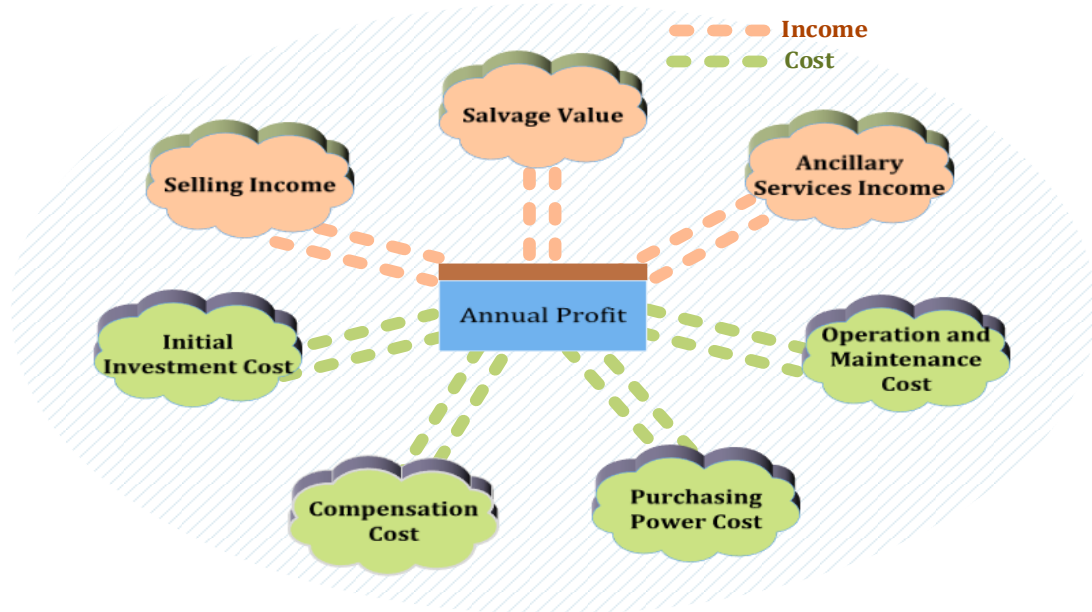 Income
Cost
Salvage Value
Selling Income
Ancillary
Services Income
Annual Profit
Initial
Investment Cost
Operation and
Maintenance
Cost
Compensation
Cost
Purchasing
Power Cost